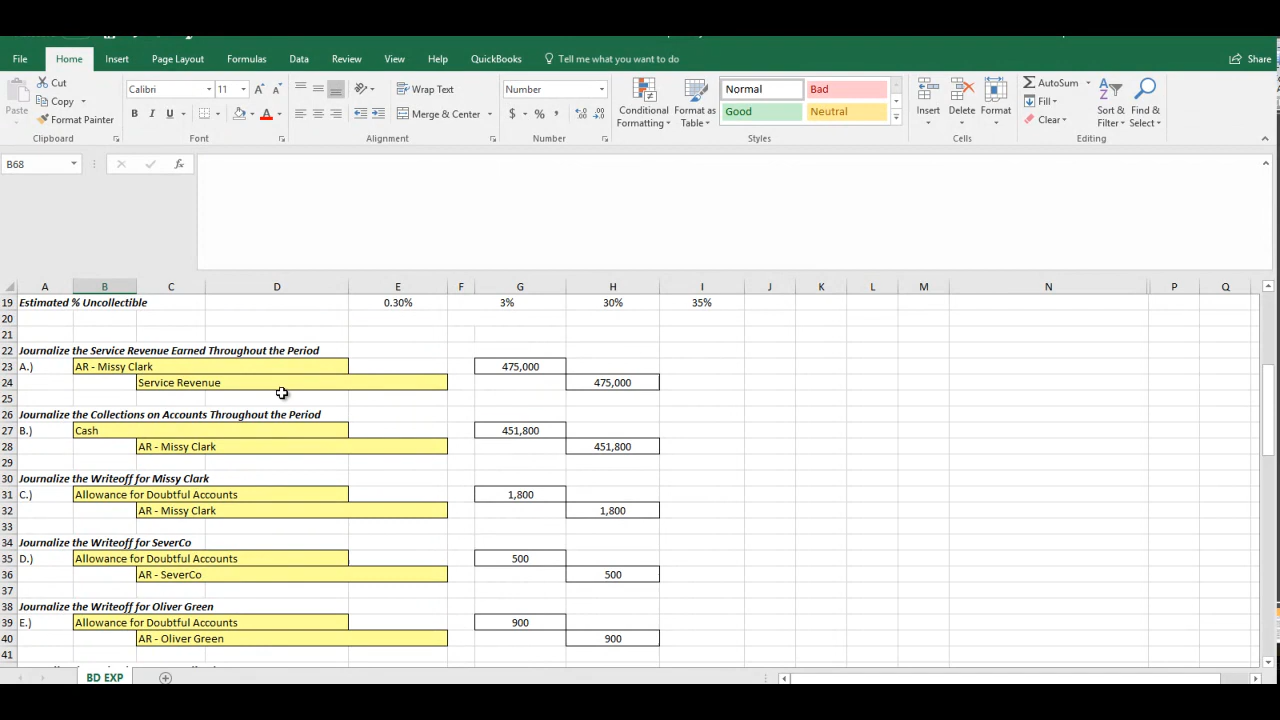 File Home Insert Page Layout Formulas Data Review View Help QuickBooks Tell me what you want to do Share
Cut
Copy
Format Painter
Paste
Clipboard
Calibri 11
B I U
Font
Wrap Text
Merge & Center
Alignment
Number
$ % ,
Number
Conditional Formatting
Format as Table
Normal Bad
Good Neutral
Styles
Insert Delete Format
Cells
AutoSum
Fill
Clear
Sort & Filter
Find & Select
Editing
B68 fx
A B C D E F G H I J K L M N P Q
19 Estimated % Uncollectible 0.30% 3% 30% 35%
20
21
22 Journalize the Service Revenue Earned Throughout the Period
23 A.) AR - Missy Clark 475,000
24 Service Revenue 475,000
25
26 Journalize the Collections on Accounts Throughout the Period
27 B.) Cash 451,800
28 AR - Missy Clark 451,800
29
30 Journalize the Writeoff for Missy Clark
31 C.) Allowance for Doubtful Accounts 1,800
32 AR - Missy Clark 1,800
33
34 Journalize the Writeoff for SeverCo
35 D.) Allowance for Doubtful Accounts 500
36 AR - SeverCo 500
37
38 Journalize the Writeoff for Oliver Green
39 E.) Allowance for Doubtful Accounts 900
40 AR - Oliver Green 900
41
BD EXP